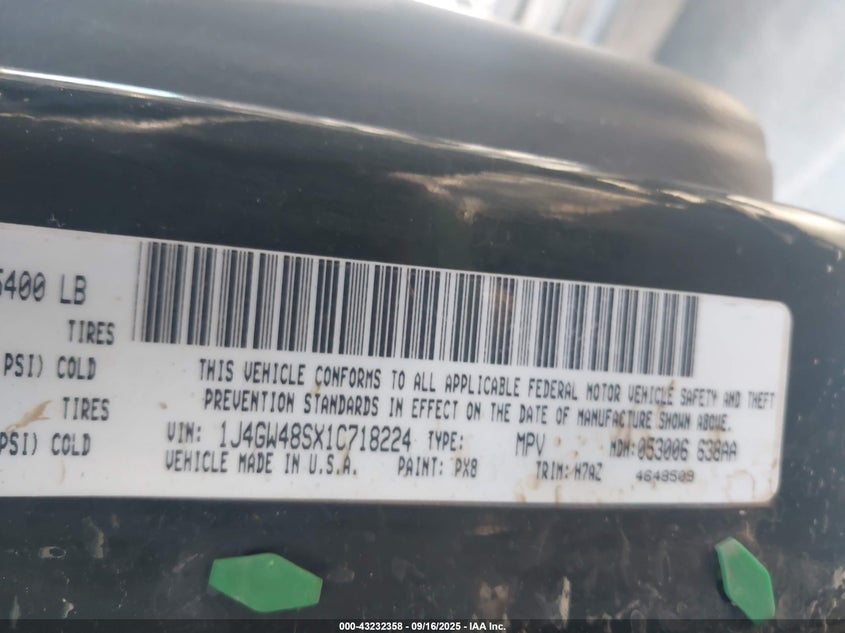 5400 LB
TIRES
PSI) COLD
TIRES
PSI) COLD
THIS VEHICLE CONFORMS TO ALL APPLICABLE FEDERAL MOTOR VEHICLE SAFETY AND THEFT
PREVENTION STANDARDS IN EFFECT ON THE DATE OF MANUFACTURE SHOWN ABOVE.
VIN: 1J4GW48SX1C718224 TYPE: MPV MDH:053006 638AA
VEHICLE MADE IN U.S.A. PAINT: PX8 TRIM: H7AZ 4649509
000-43232358 - 09/16/2025 - IAA Inc.